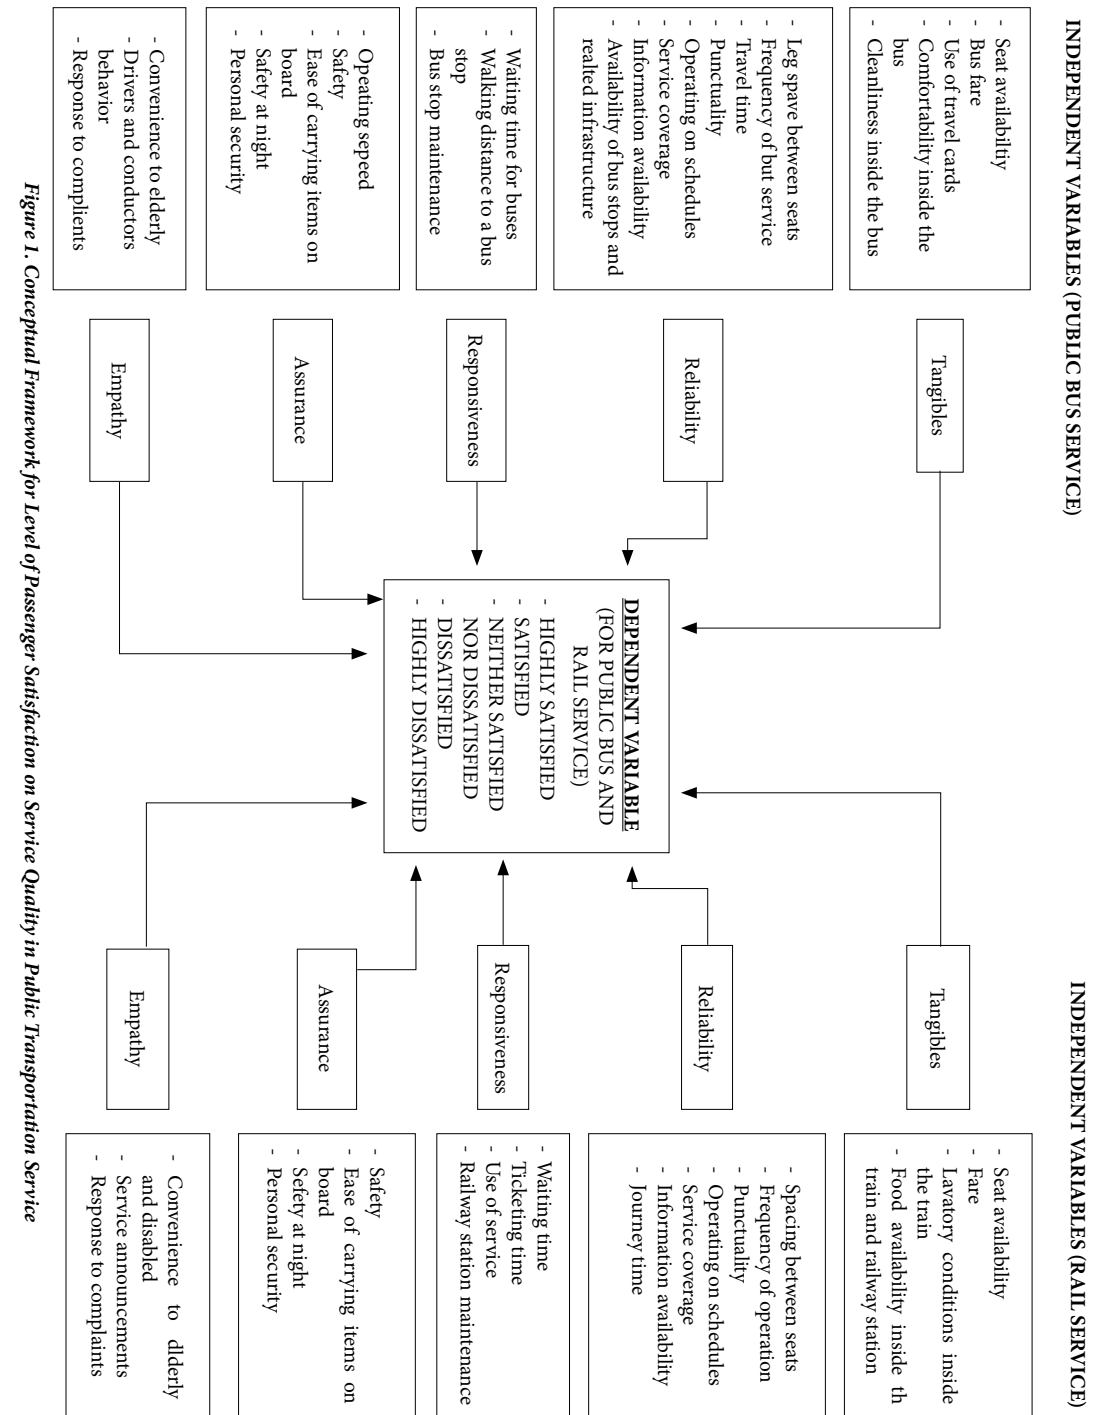 INDEPENDENT VARIABLES (PUBLIC BUS SERVICE)
- Seat availabiltiy
- Bus fare
- Use of travel cards
- Comfortability inside the
bus
- Cleanliness inside the bus
Tangibles
- Leg spave between seats
- Frequency of but service
- Travel time
- Punctuality
- Operating on schedules
- Service coverage
- Information availability
- Availability of bus stops and
realted infrastructure
Reliability
- Waiting time for buses
- Walking distance to a bus
stop
- Bus stop maintenance
Responsiveness
- Opeating sepeed
- Safety
- Ease of carrying items on
board
- Safety at night
- Personal security
Assurance
- Convenience to elderly
- Drivers and conductors
behavior
- Response to complients
Empathy
DEPENDENT VARIABLE
(FOR PUBLIC BUS AND
RAIL SERVICE)
- HIGHLY SATISFIED
- SATISFIED
- NEITHER SATISFIED
NOR DISSATISFIED
- DISSATISFIED
- HIGHLY DISSATISFIED
INDEPENDENT VARIABLES (RAIL SERVICE)
Tangibles
- Seat availability
- Fare
- Lavatory conditions inside
the train
- Food availability inside th
train and railway station
Reliability
- Spacing between seats
- Frequency of operation
- Punctuality
- Operating on schedules
- Service coverage
- Information availability
- Journey time
Responsiveness
- Waiting time
- Ticketing time
- Use of service
- Railway station maintenance
Assurance
- Safety
- Ease of carrying items on
board
- Sefety at night
- Personal security
Empathy
- Convenience to dlderly
and disabled
- Service announcements
- Response to complaints
Figure 1. Conceptual Framework for Level of Passenger Satisfaction on Service Quality in Public Transportation Service